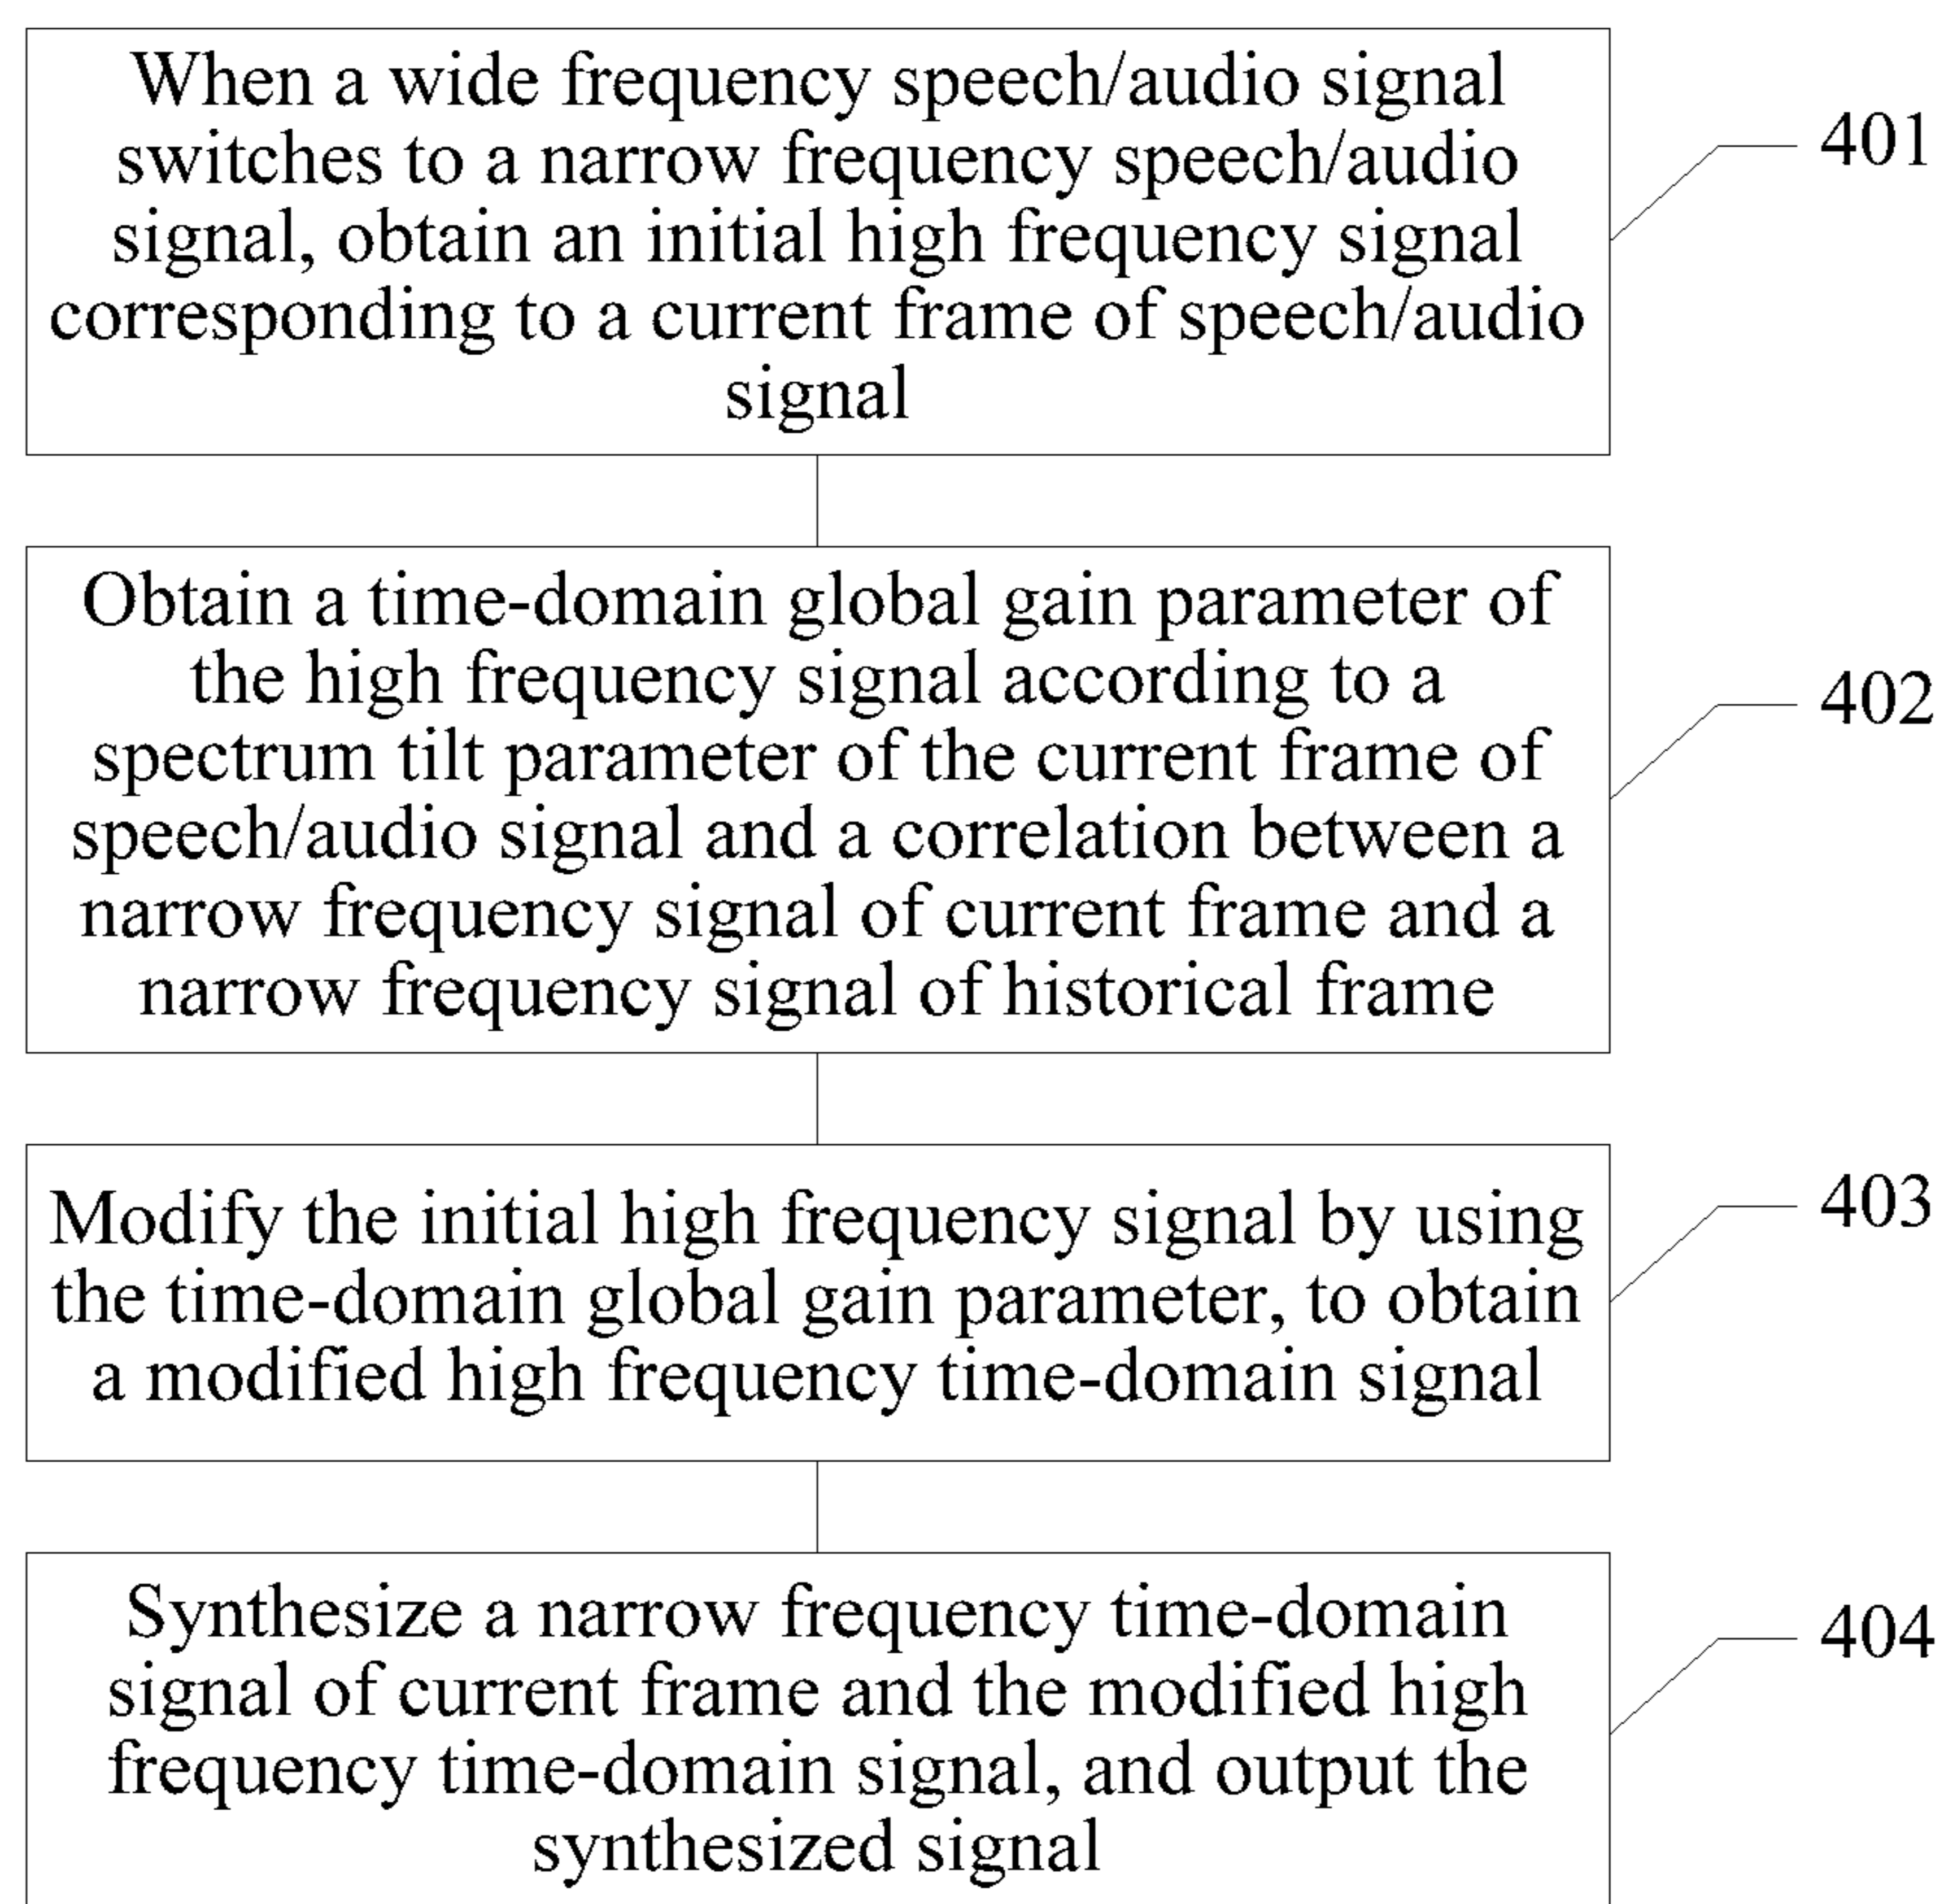 When a wide frequency speech/audio signal
switches to a narrow frequency speech/audio
signal, obtain an initial high frequency signal
corresponding to a current frame of speech/audio
signal
401
Obtain a time-domain global gain parameter of
the high frequency signal according to a
spectrum tilt parameter of the current frame of
speech/audio signal and a correlation between a
narrow frequency signal of current frame and a
narrow frequency signal of historical frame
402
Modify the initial high frequency signal by using
the time-domain global gain parameter, to obtain
a modified high frequency time-domain signal
403
Synthesize a narrow frequency time-domain
signal of current frame and the modified high
frequency time-domain signal, and output the
synthesized signal
404